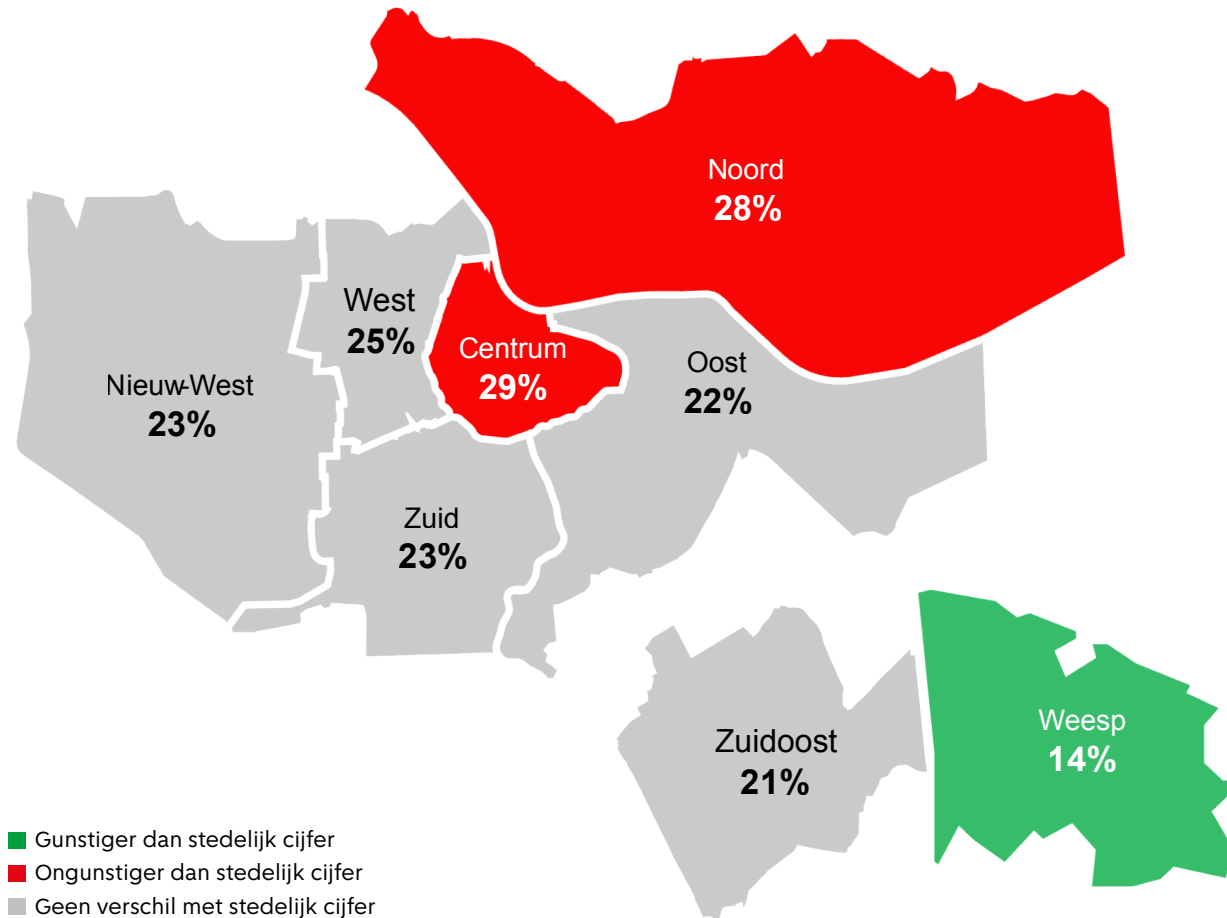 Noord
28%
West
25%
Centrum
29%
Oost
22%
Nieuw-West
23%
Zuid
23%
Zuidoost
21%
Weesp
14%
Gunstiger dan stedelijk cijfer
Ongunstiger dan stedelijk cijfer
Geen verschil met stedelijk cijfer